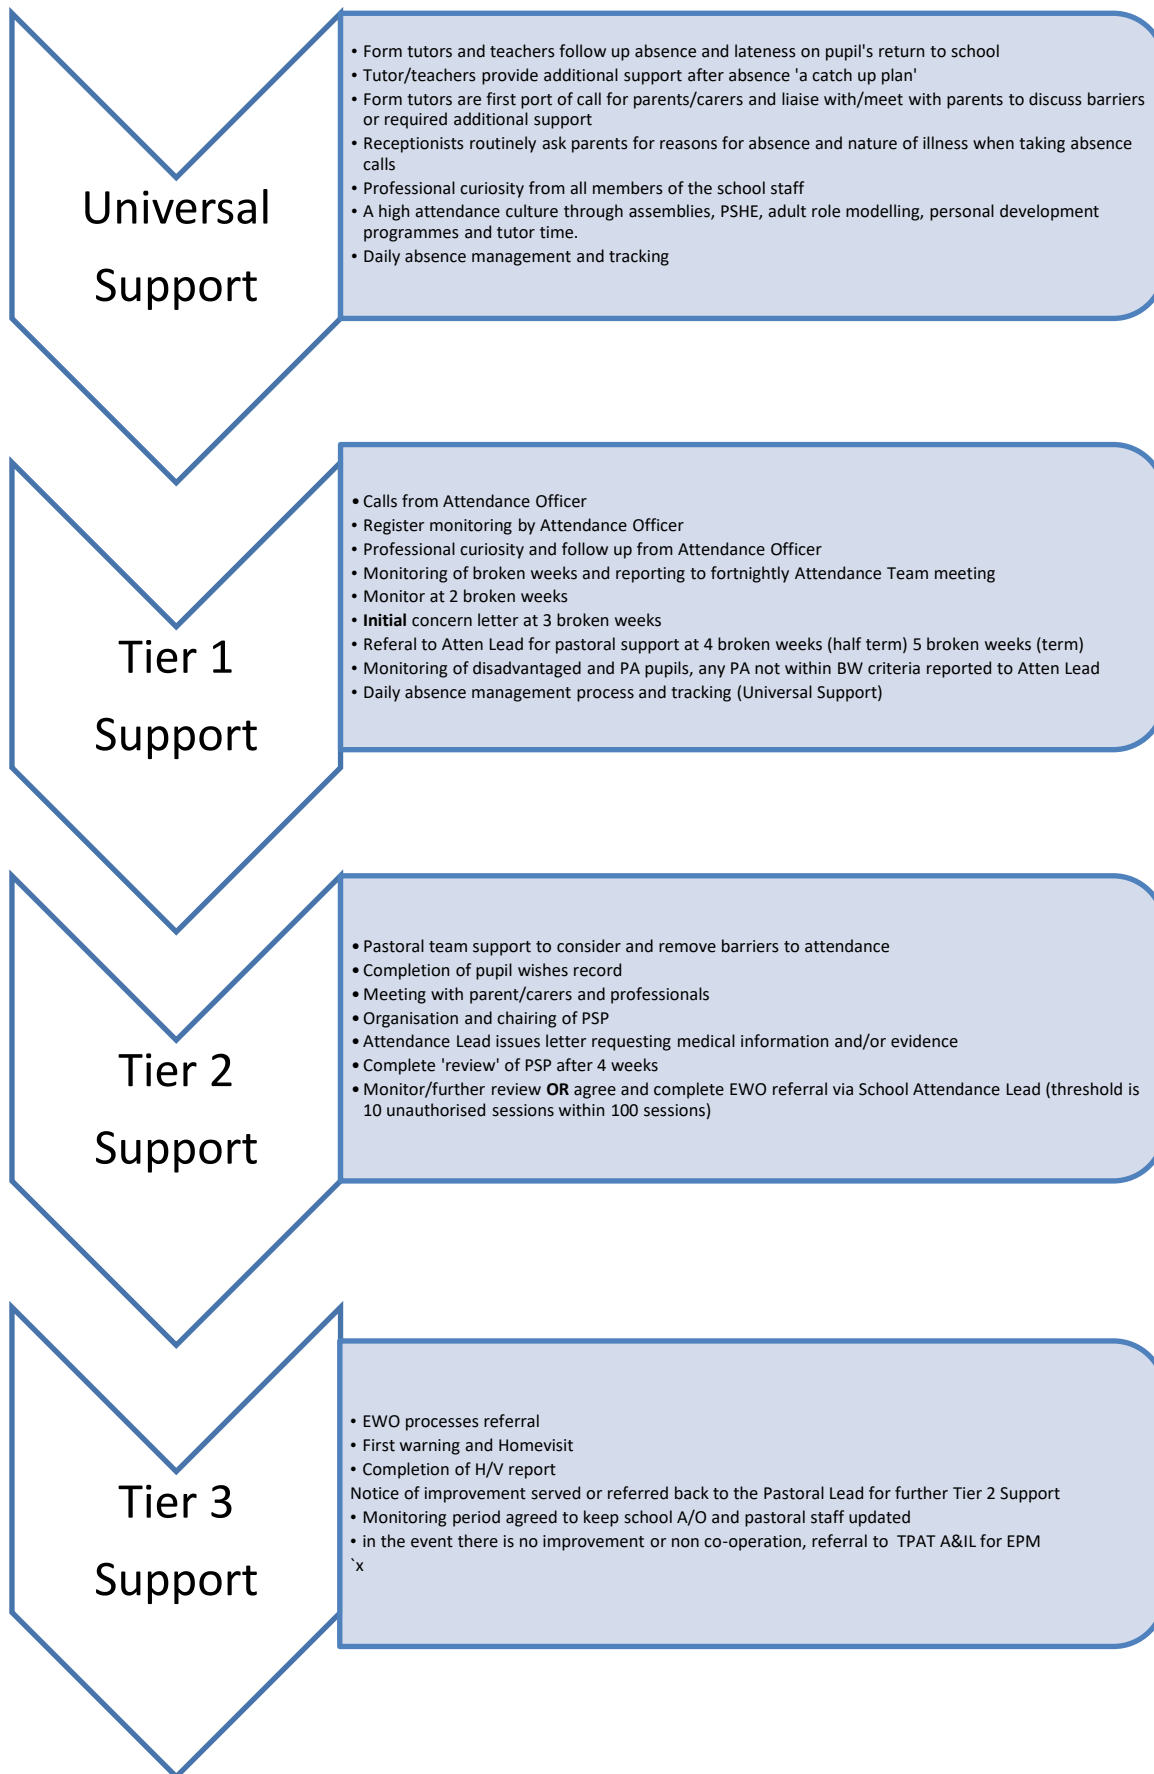 Universal
Support
• Form tutors and teachers follow up absence and lateness on pupil's return to school
• Tutor/teachers provide additional support after absence 'a catch up plan'
• Form tutors are first port of call for parents/carers and liaise with/meet with parents to discuss barriers
or required additional support
• Receptionists routinely ask parents for reasons for absence and nature of illness when taking absence
calls
• Professional curiosity from all members of the school staff
• A high attendance culture through assemblies, PSHE, adult role modelling, personal development
programmes and tutor time.
• Daily absence management and tracking
Tier 1
Support
• Calls from Attendance Officer
• Register monitoring by Attendance Officer
• Professional curiosity and follow up from Attendance Officer
• Monitoring of broken weeks and reporting to fortnightly Attendance Team meeting
• Monitor at 2 broken weeks
• Initial concern letter at 3 broken weeks
• Referal to Atten Lead for pastoral support at 4 broken weeks (half term) 5 broken weeks (term)
• Monitoring of disadvantaged and PA pupils, any PA not within BW criteria reported to Atten Lead
• Daily absence management process and tracking (Universal Support)
Tier 2
Support
• Pastoral team support to consider and remove barriers to attendance
• Completion of pupil wishes record
• Meeting with parent/carers and professionals
• Organisation and chairing of PSP
• Attendance Lead issues letter requesting medical information and/or evidence
• Complete 'review' of PSP after 4 weeks
• Monitor/further review OR agree and complete EWO referral via School Attendance Lead (threshold is
10 unauthorised sessions within 100 sessions)
Tier 3
Support
• EWO processes referral
• First warning and Homevisit
• Completion of H/V report
Notice of improvement served or referred back to the Pastoral Lead for further Tier 2 Support
• Monitoring period agreed to keep school A/O and pastoral staff updated
• in the event there is no improvement or non co-operation, referral to  TPAT A&IL for EPM
`x